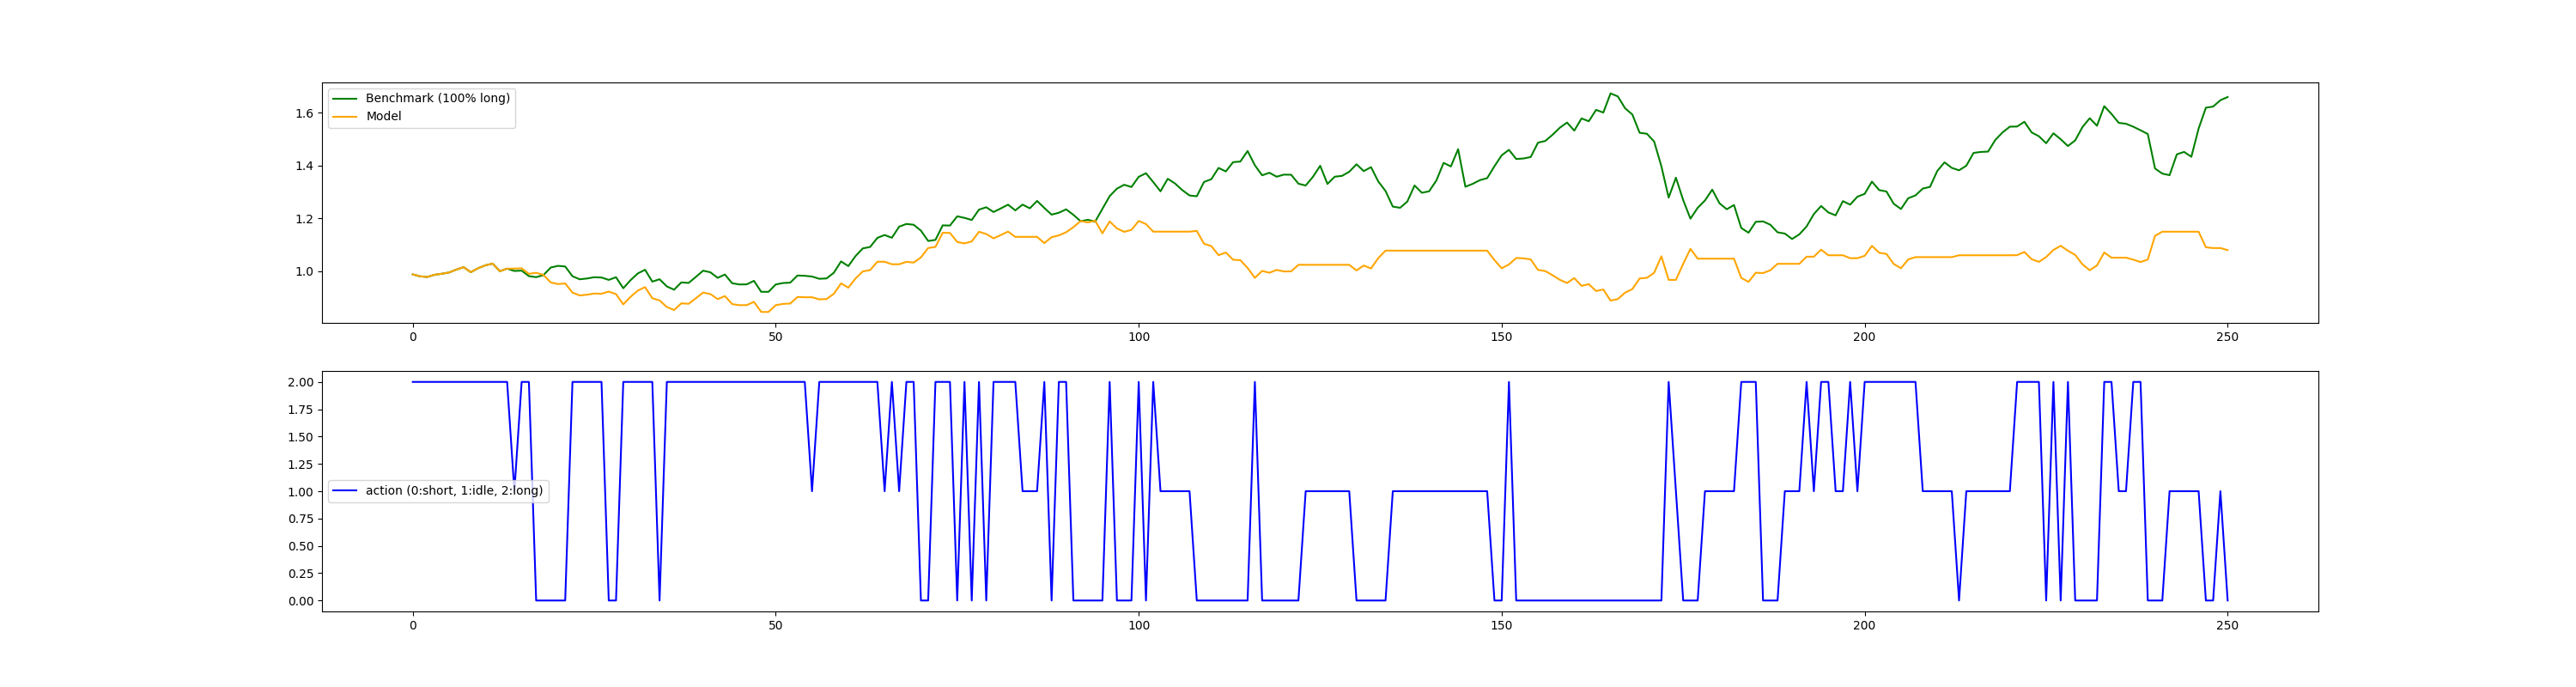 Benchmark (100% long)
Model
1.6
1.4
1.2
1.0
0 50 100 150 200 250
2.00
1.75
1.50
1.25
1.00
0.75
0.50
0.25
0.00
action (0:short, 1:idle, 2:long)
0 50 100 150 200 250